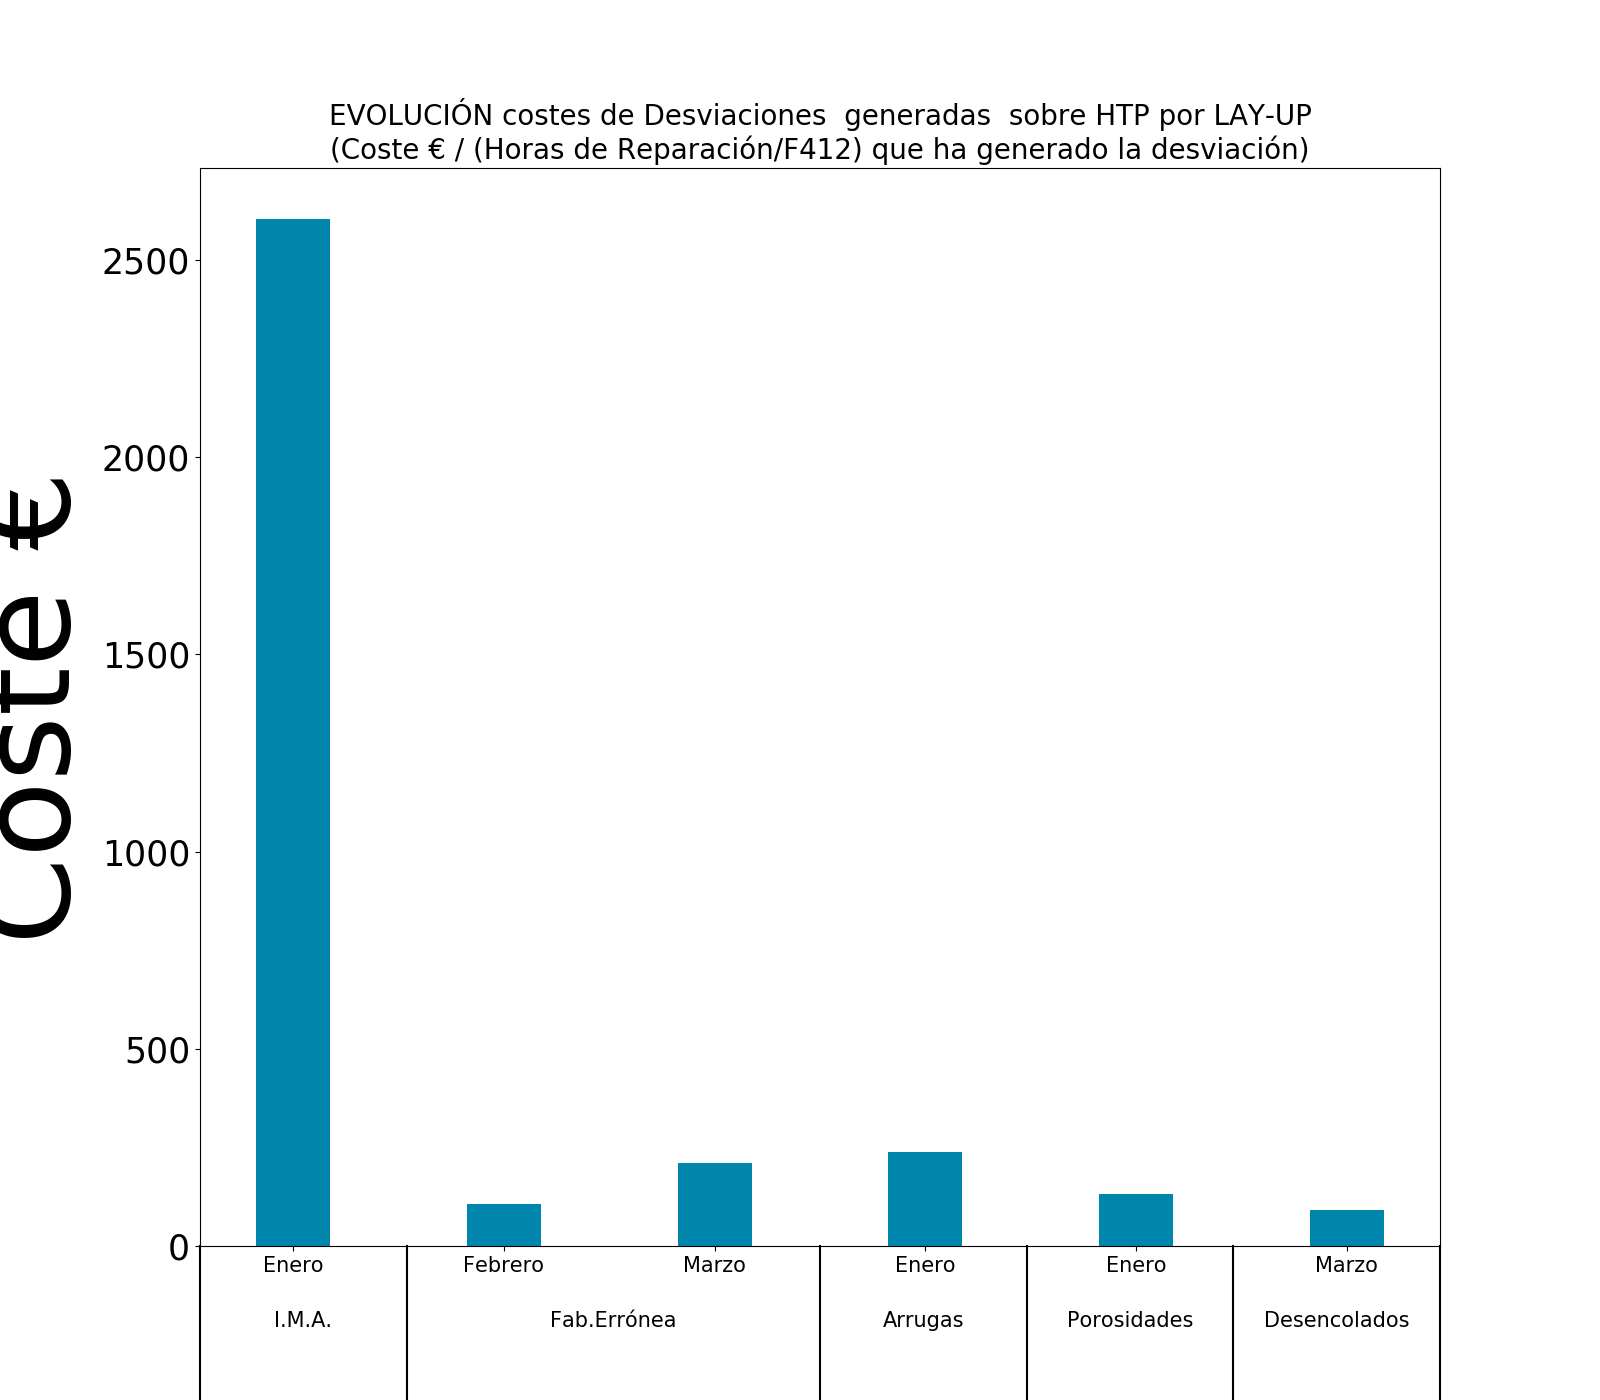 EVOLUCIÓN costes de Desviaciones  generadas  sobre HTP por LAY-UP
(Coste € / (Horas de Reparación/F412) que ha generado la desviación)
Coste €
2500
2000
1500
1000
500
0
Enero Febrero Marzo Enero Enero Marzo
I.M.A. Fab.Errónea Arrugas Porosidades Desencolados